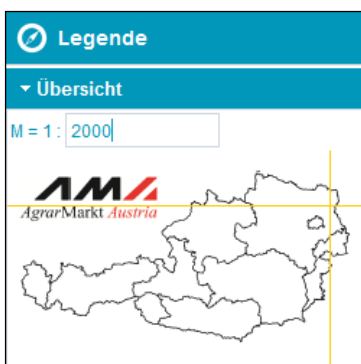 Legende
Übersicht
M = 1 : 2000
AMA
AgrarMarkt Austria